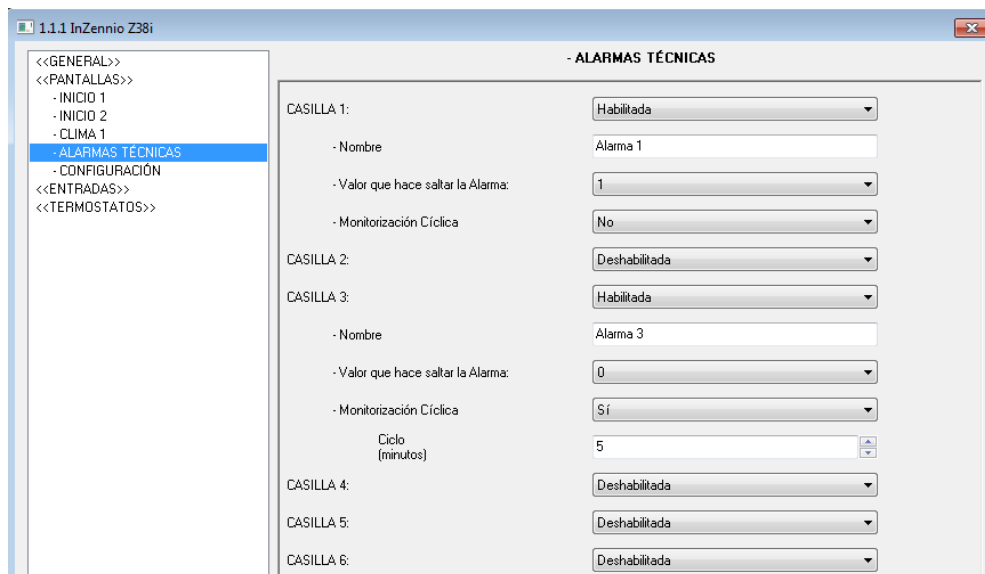 1.1.1 InZennio Z38i
<<GENERAL>>
<<PANTALLAS>>
- INICIO 1
- INICIO 2
- CLIMA 1
- ALARMAS TÉCNICAS
- CONFIGURACIÓN
<<ENTRADAS>>
<<TERMOSTATOS>>
- ALARMAS TÉCNICAS
CASILLA 1: Habilitada
- Nombre Alarma 1
- Valor que hace saltar la Alarma: 1
- Monitorización Cíclica No
CASILLA 2: Deshabilitada
CASILLA 3: Habilitada
- Nombre Alarma 3
- Valor que hace saltar la Alarma: 0
- Monitorización Cíclica Sí
Ciclo
(minutos) 5
CASILLA 4: Deshabilitada
CASILLA 5: Deshabilitada
CASILLA 6: Deshabilitada